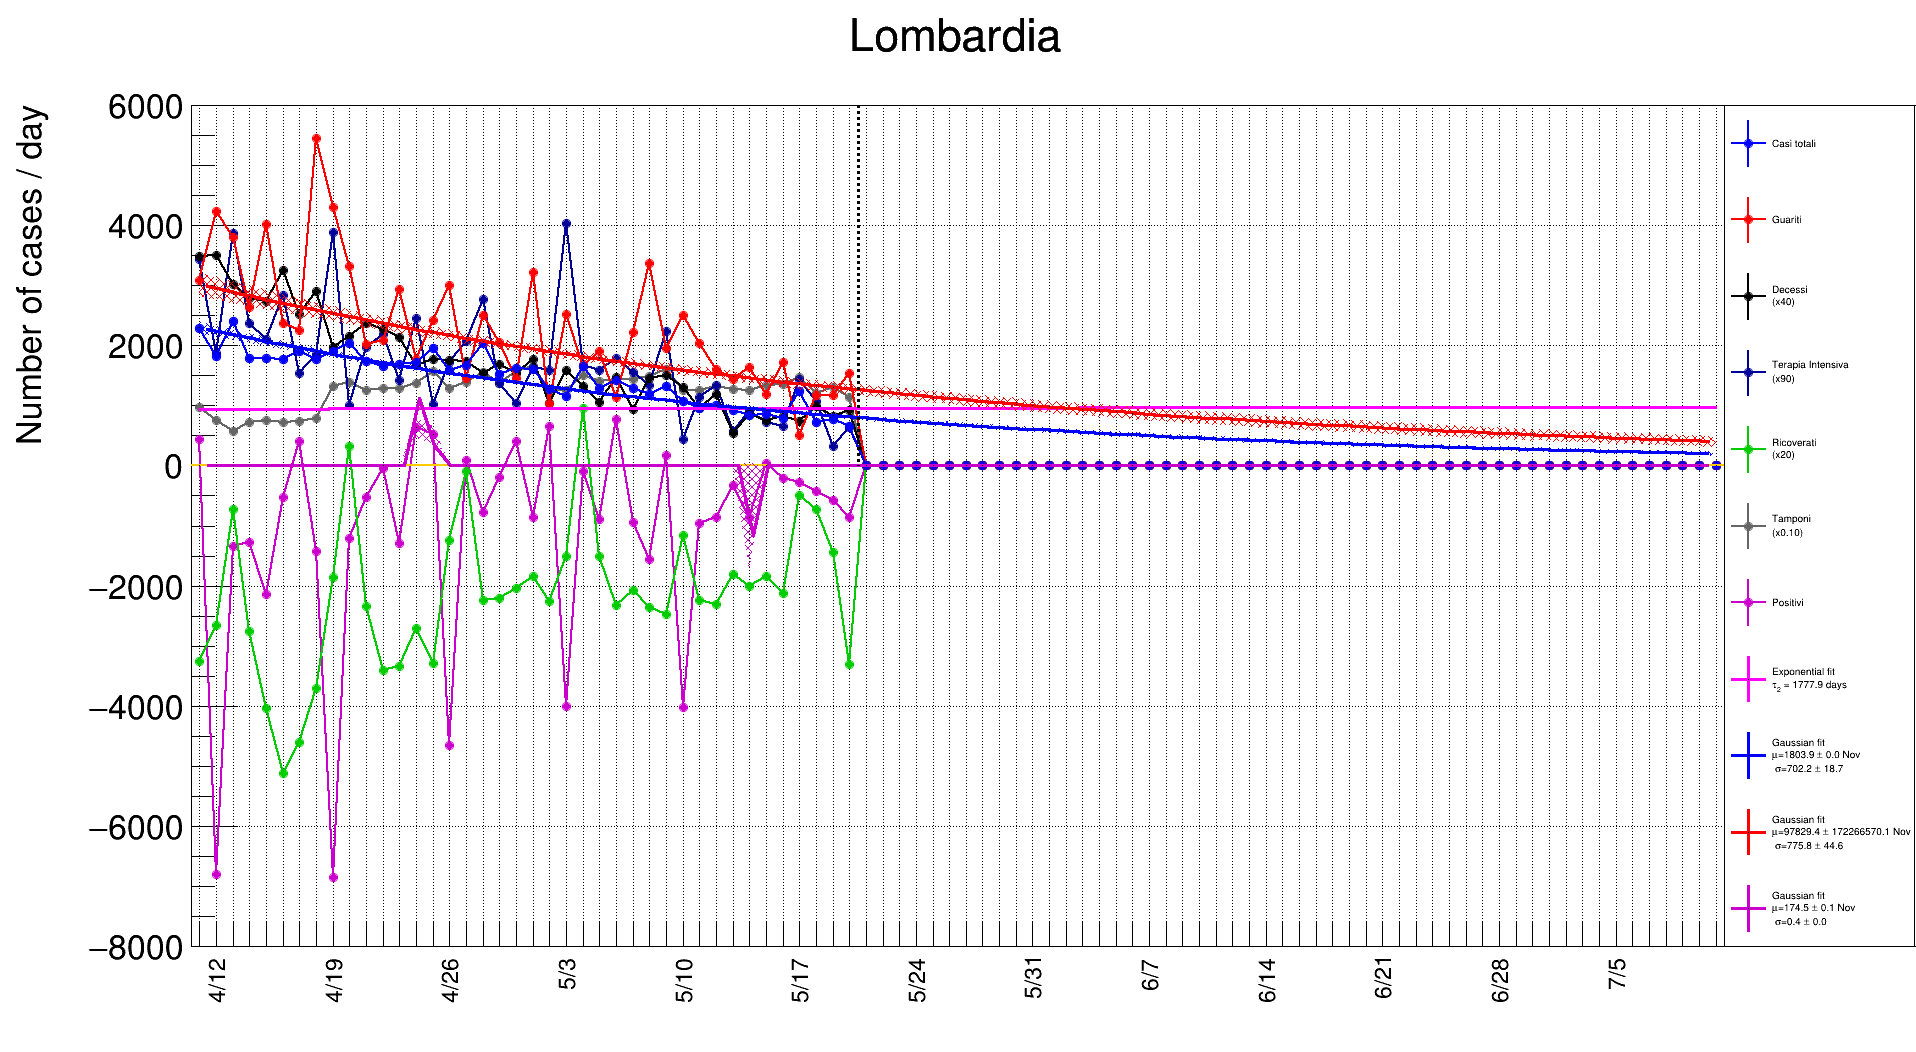 Lombardia
Number of cases / day
6000
4000
2000
0
−2000
−4000
−6000
−8000
4/12
4/19
4/26
5/3
5/10
5/17
5/24
5/31
6/7
6/14
6/21
6/28
7/5
Casi totali
Guariti
Decessi
(x40)
Terapia Intensiva
(x90)
Ricoverati
(x20)
Tamponi
(x0.10)
Positivi
Exponential fit
τ2 = 1777.9 days
Gaussian fit
μ=1803.9 ± 0.0 Nov
σ=702.2 ± 18.7
Gaussian fit
μ=97829.4 ± 172266570.1 Nov
σ=775.8 ± 44.6
Gaussian fit
μ=174.5 ± 0.1 Nov
σ=0.4 ± 0.0